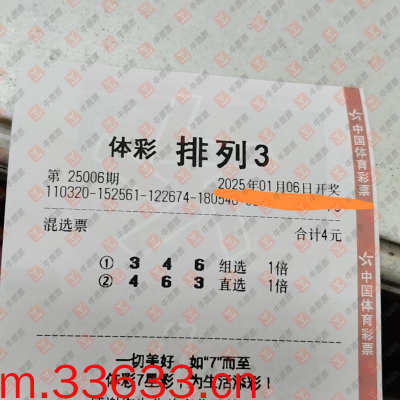 体彩 排列3
第 25006期
2025年01月06日开奖
110320-152561-122674-180540
混选票
合计4元
① 3 4 6 组选 1倍
② 4 6 3 直选 1倍
一切美好 如“7”而至
体彩7星彩 为生活添彩！
m.33633.cn
中国体育彩票
中国体育彩票